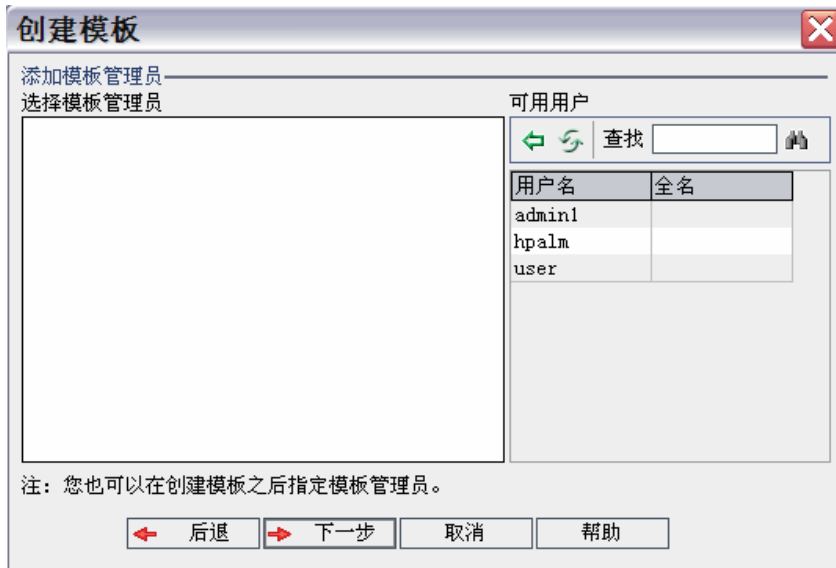 创建模板
添加模板管理员
选择模板管理员
可用用户
查找
用户名 全名
admin1
hpalm
user
注：您也可以在创建模板之后指定模板管理员。
后退 下一步 取消 帮助